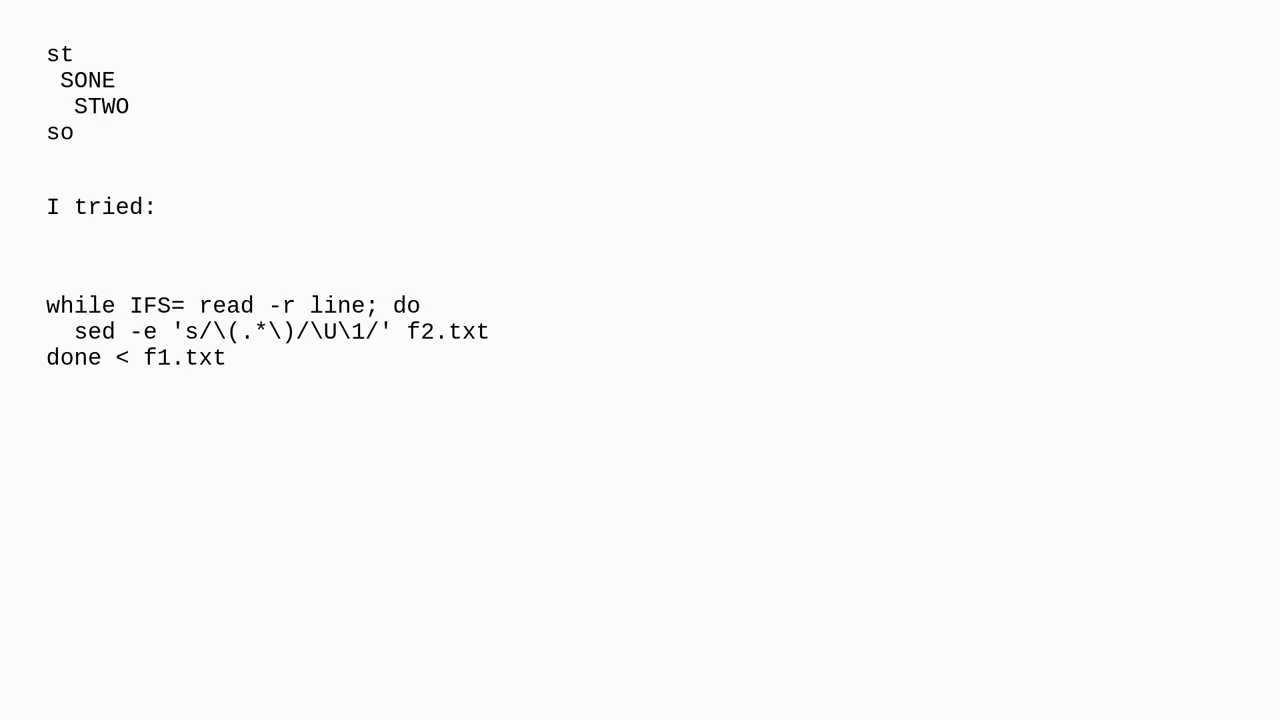 st
 SONE
  STWO
so
I tried:
while IFS= read -r line; do
  sed -e 's/\(.*\)/\U\1/' f2.txt
done < f1.txt